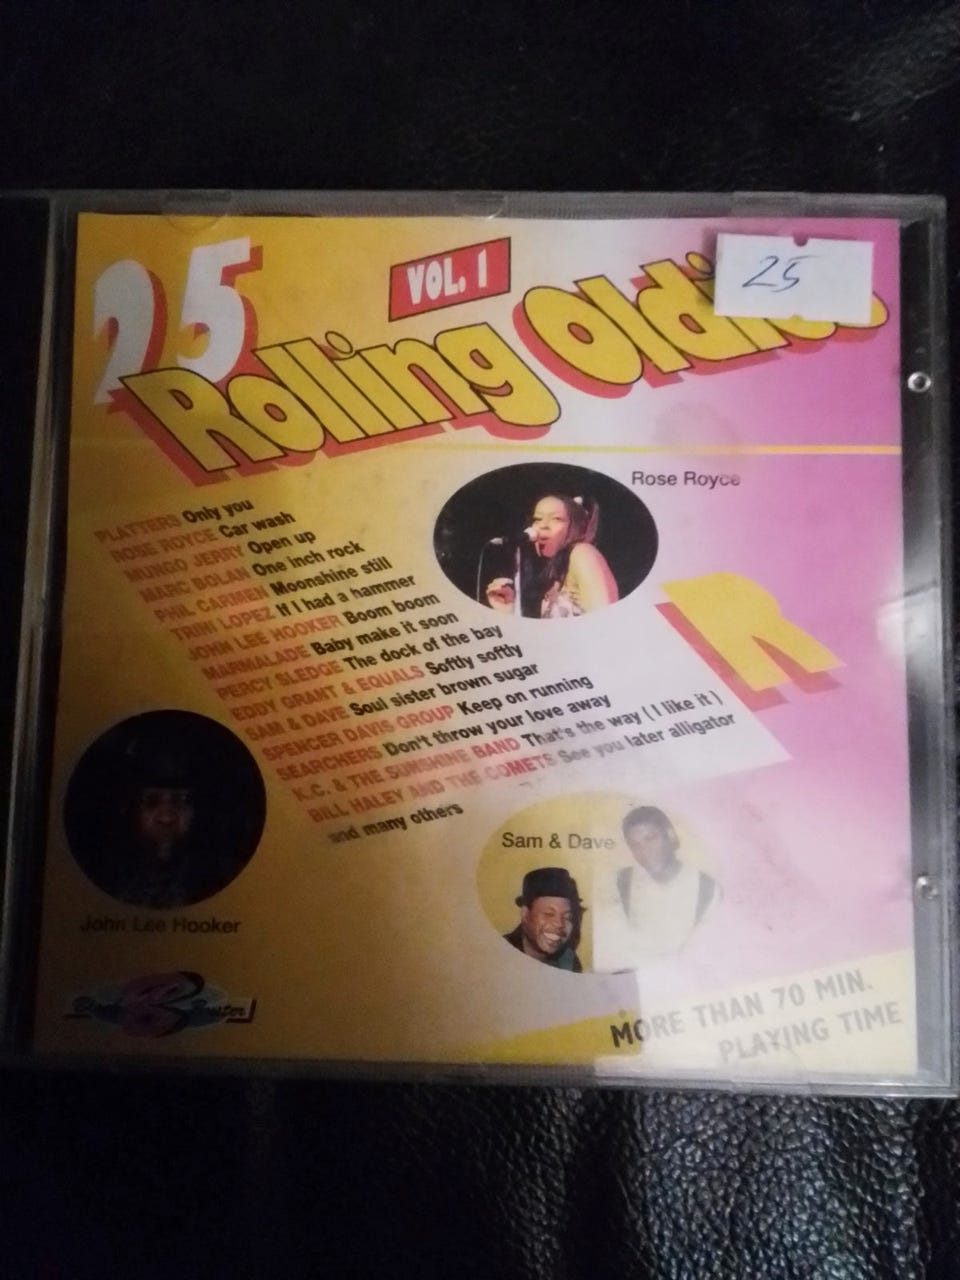 25
VOL. 1
25
Rolling Oldies
Rose Royce
PLATTERS Only you
ROSE ROYCE Car wash
MUNGO JERRY Open up
MARC BOLAN One inch rock
PHIL CARMEN Moonshine still
TRINI LOPEZ If I had a hammer
JOHN LEE HOOKER Boom boom
MARMALADE Baby make it soon
PERCY SLEDGE The dock of the bay
EDDY GRANT & EQUALS Softly softly
SAM & DAVE Soul sister brown sugar
SPENCER DAVIS GROUP Keep on running
SEARCHERS Don't throw your love away
K.C. & THE SUNSHINE BAND That's the way ( I like it )
BILL HALEY AND THE COMETS See you later alligator
and many others
R
Sam & Dave
John Lee Hooker
Block Buster
MORE THAN 70 MIN.
PLAYING TIME